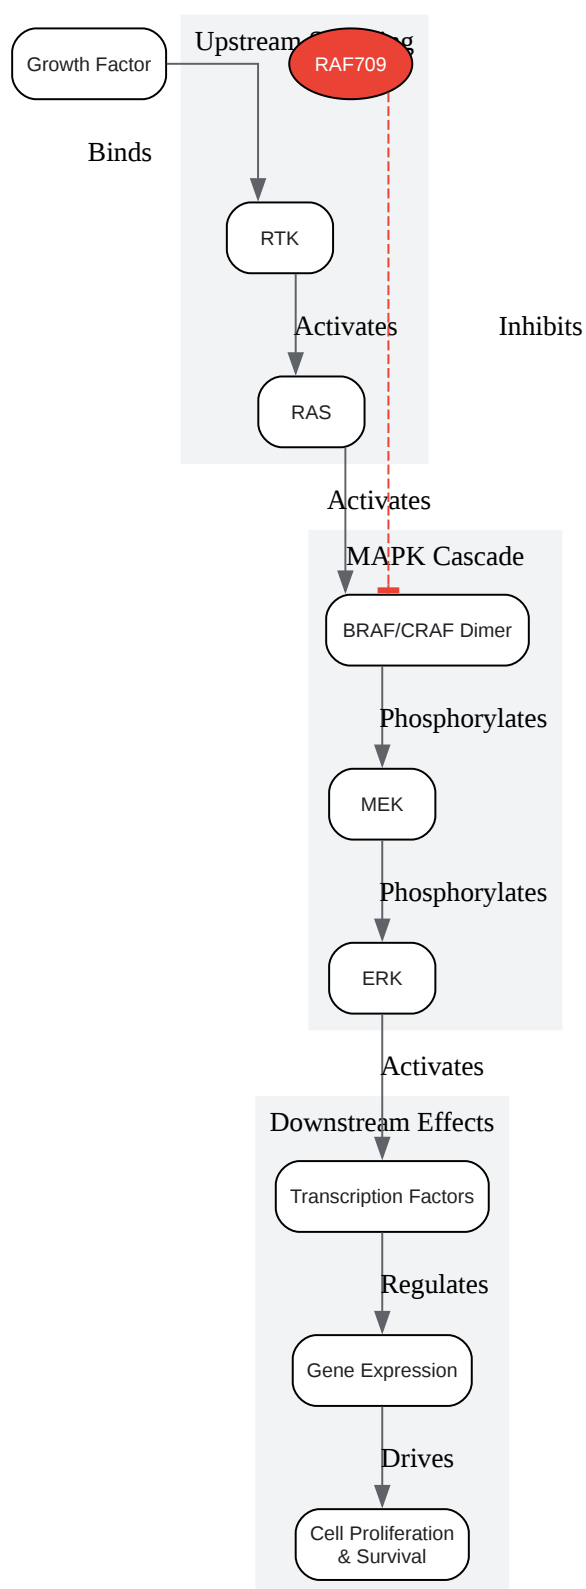 Upstream
Growth Factor
RAF709
Binds
RTK
Activates
Inhibits
RAS
Activates
MAPK Cascade
BRAF/CRAF Dimer
Phosphorylates
MEK
Phosphorylates
ERK
Activates
Downstream Effects
Transcription Factors
Regulates
Gene Expression
Drives
Cell Proliferation
& Survival